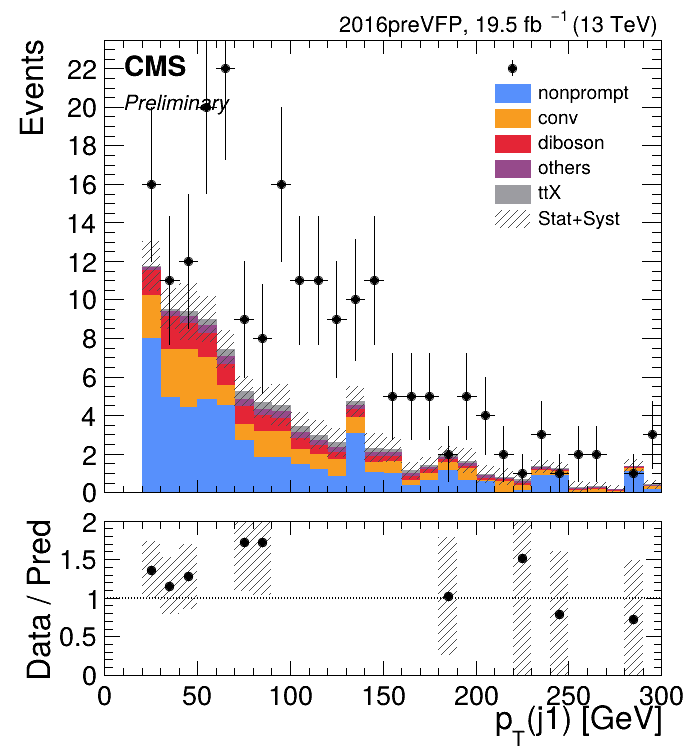 2016preVFP, 19.5 fb ⁻¹ (13 TeV)
CMS
Preliminary
Events
22
20
18
16
14
12
10
8
6
4
2
0
nonprompt
conv
diboson
others
ttX
Stat+Syst
Data / Pred
2
1.5
1
0.5
0
0 50 100 150 200 250 300
p_T(j1) [GeV]